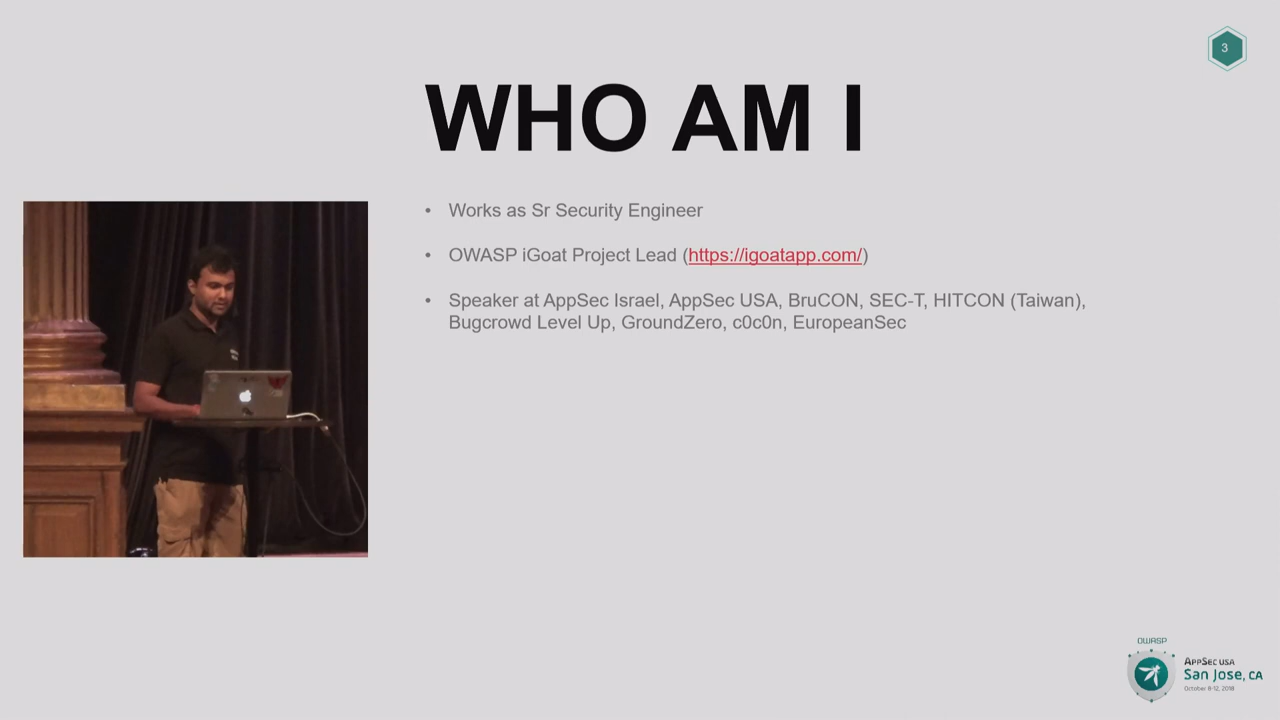 3
WHO AM I
• Works as Sr Security Engineer
• OWASP iGoat Project Lead (https://igoatapp.com/)
• Speaker at AppSec Israel, AppSec USA, BruCON, SEC-T, HITCON (Taiwan),
Bugcrowd Level Up, GroundZero, c0c0n, EuropeanSec
OWASP
AppSec USA
San Jose, CA
October 8-12, 2018